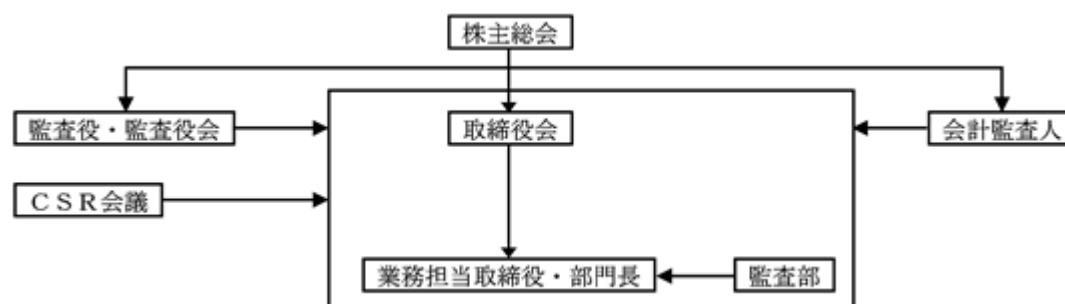 株主総会
監査役・監査役会
取締役会
会計監査人
ＣＳＲ会議
業務担当取締役・部門長
監査部